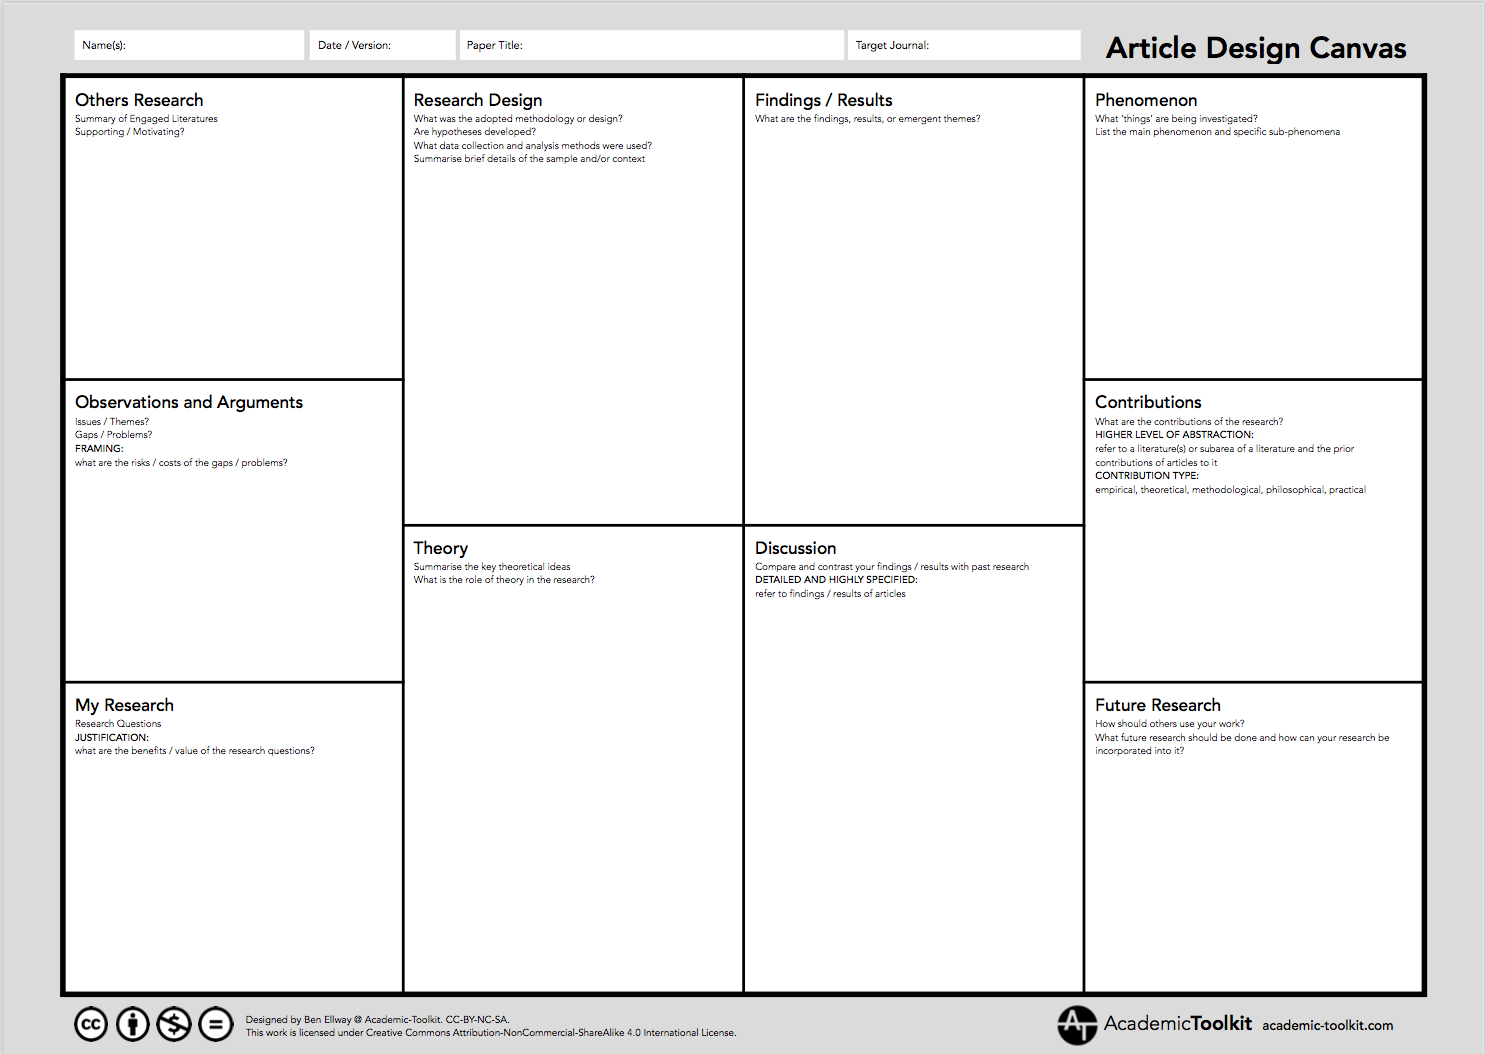 Name(s):
Date / Version:
Paper Title:
Target Journal:
Article Design Canvas
Others Research
Summary of Engaged Literatures
Supporting / Motivating?
Observations and Arguments
Issues / Themes?
Gaps / Problems?
FRAMING:
what are the risks / costs of the gaps / problems?
My Research
Research Questions
JUSTIFICATION:
what are the benefits / value of the research questions?
Research Design
What was the adopted methodology or design?
Are hypotheses developed?
What data collection and analysis methods were used?
Summarise brief details of the sample and/or context
Theory
Summarise the key theoretical ideas
What is the role of theory in the research?
Findings / Results
What are the findings, results, or emergent themes?
Discussion
Compare and contrast your findings / results with past research
DETAILED AND HIGHLY SPECIFIED:
refer to findings / results of articles
Phenomenon
What ‘things’ are being investigated?
List the main phenomenon and specific sub-phenomena
Contributions
What are the contributions of the research?
HIGHER LEVEL OF ABSTRACTION:
refer to a literature(s) or subarea of a literature and the prior
contributions of articles to it
CONTRIBUTION TYPE:
empirical, theoretical, methodological, philosophical, practical
Future Research
How should others use your work?
What future research should be done and how can your research be
incorporated into it?
cc
Designed by Ben Ellway @ Academic-Toolkit. CC-BY-NC-SA.
This work is licensed under Creative Commons Attribution-NonCommercial-ShareAlike 4.0 International License.
AT
AcademicToolkit
academic-toolkit.com